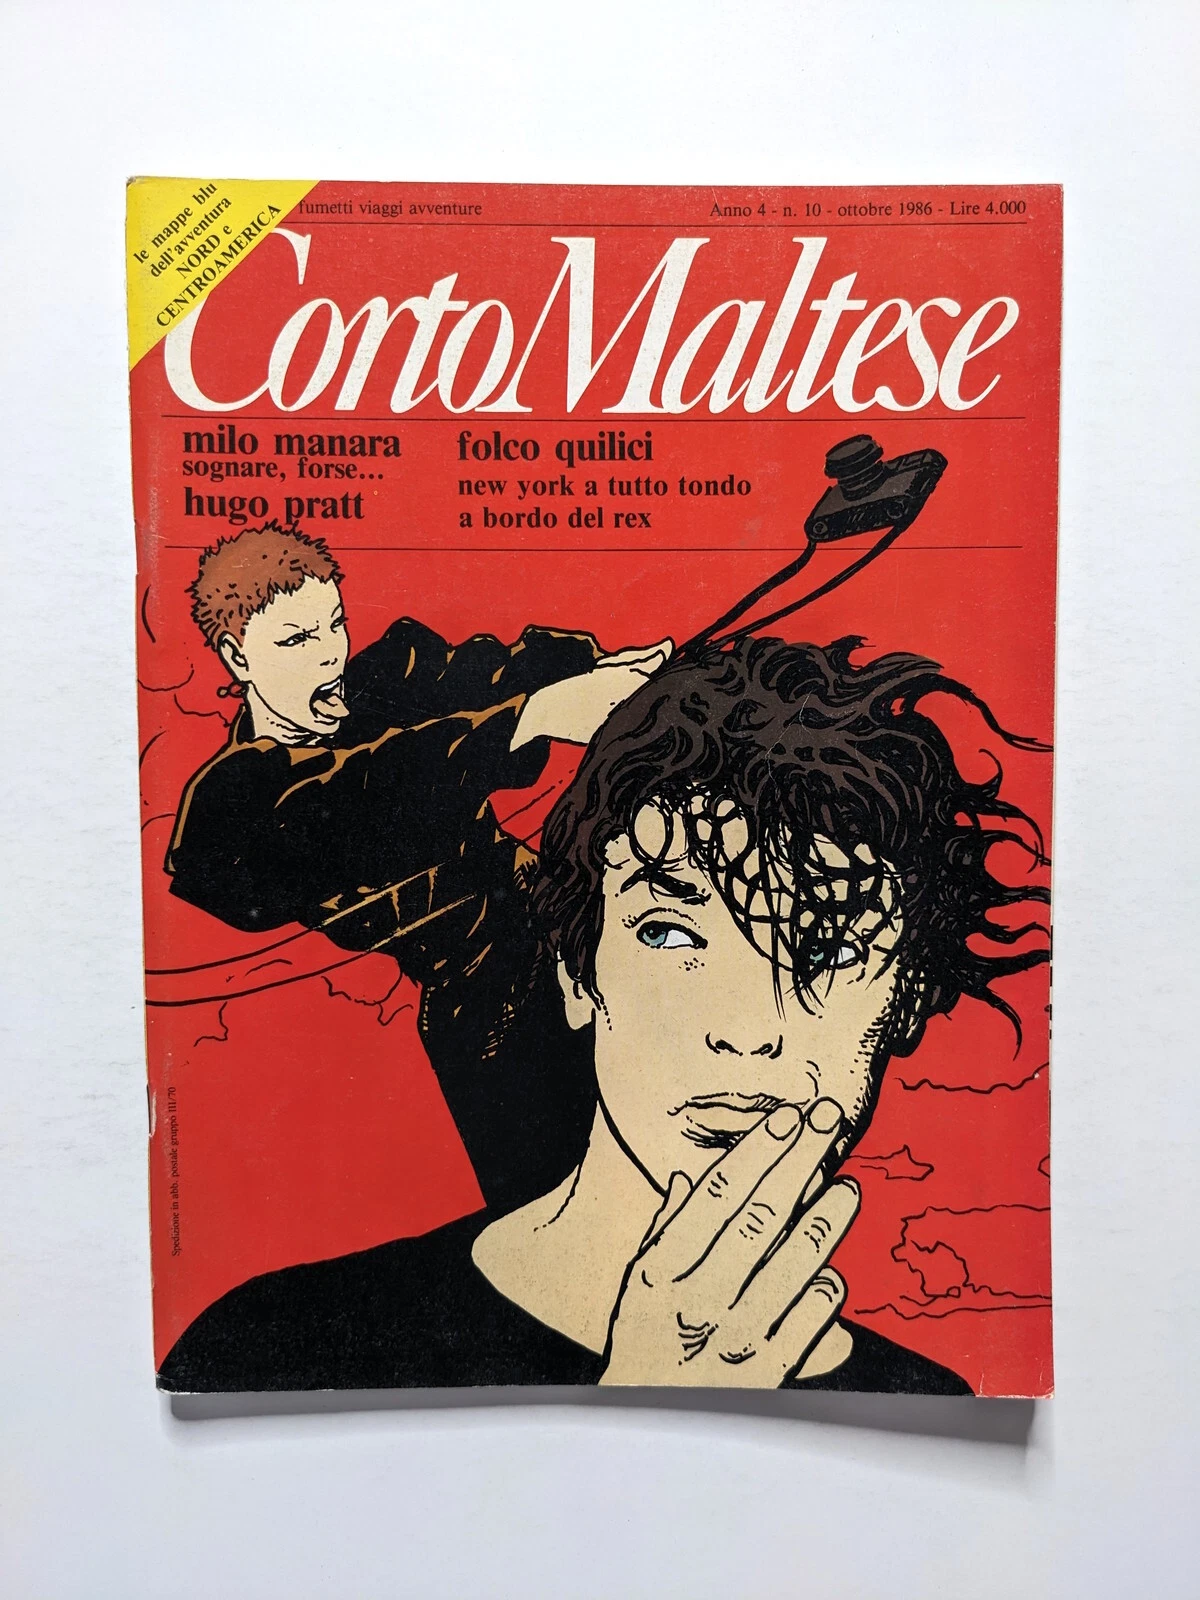 le mappe blu
dell'avventura
NORD e
CENTROAMERICA
fumetti viaggi avventure
Anno 4 - n. 10 - ottobre 1986 - Lire 4.000
Corto Maltese
milo manara
sognare, forse...
hugo pratt
folco quilici
new york a tutto tondo
a bordo del rex
Spedizione in abb. postale gruppo III/70